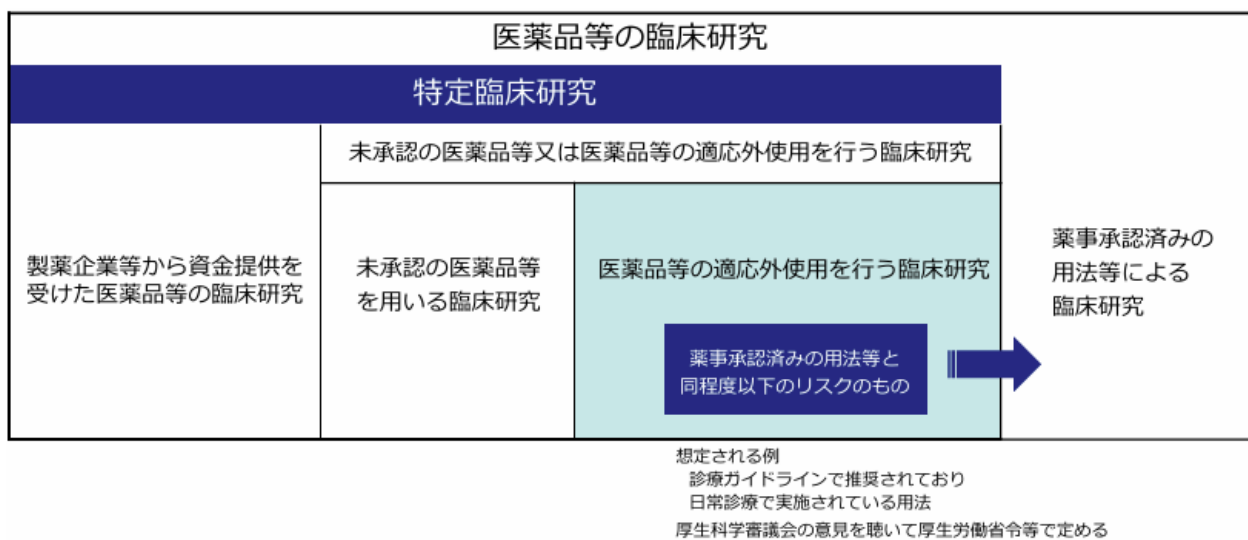 医薬品等の臨床研究
特定臨床研究
未承認の医薬品等又は医薬品等の適応外使用を行う臨床研究
製薬企業等から資金提供を
受けた医薬品等の臨床研究
未承認の医薬品等
を用いる臨床研究
医薬品等の適応外使用を行う臨床研究
薬事承認済みの用法等と
同程度以下のリスクのもの
薬事承認済みの
用法等による
臨床研究
想定される例
診療ガイドラインで推奨されており
日常診療で実施されている用法
厚生科学審議会の意見を聴いて厚生労働省令等で定める